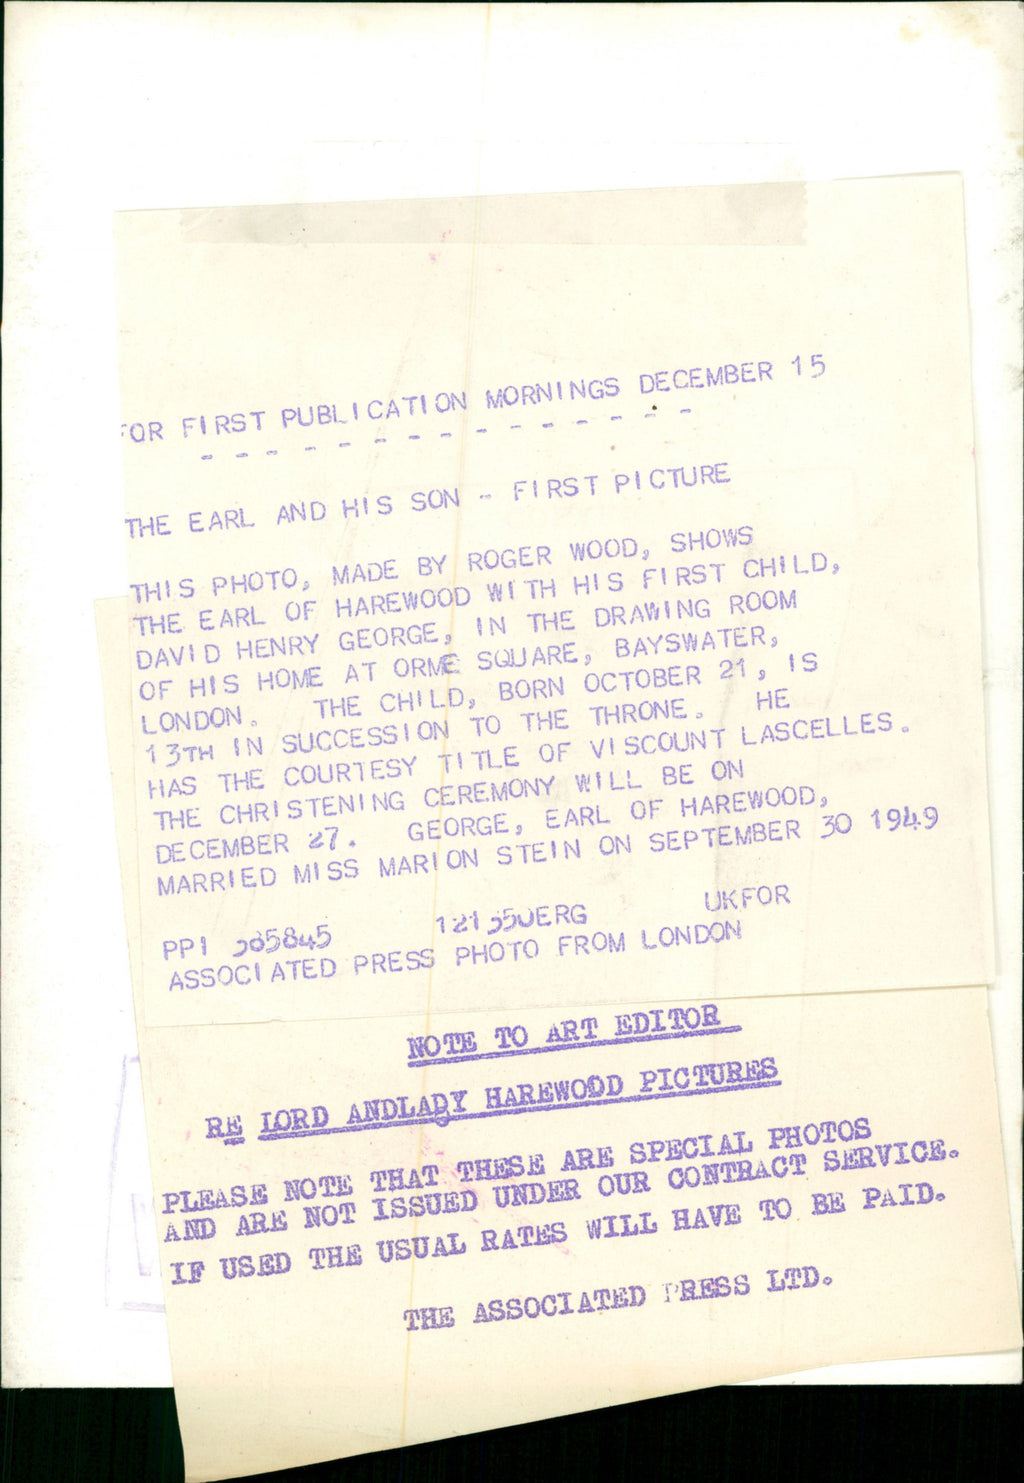 FOR FIRST PUBLICATION MORNINGS DECEMBER 15
- - - - - - - - - - - - - - -
THE EARL AND HIS SON - FIRST PICTURE
THIS PHOTO, MADE BY ROGER WOOD, SHOWS
THE EARL OF HAREWOOD WITH HIS FIRST CHILD,
DAVID HENRY GEORGE, IN THE DRAWING ROOM
OF HIS HOME AT ORME SQUARE, BAYSWATER,
LONDON. THE CHILD, BORN OCTOBER 21, IS
13TH IN SUCCESSION TO THE THRONE. HE
HAS THE COURTESY TITLE OF VISCOUNT LASCELLES.
THE CHRISTENING CEREMONY WILL BE ON
DECEMBER 27. GEORGE, EARL OF HAREWOOD,
MARRIED MISS MARION STEIN ON SEPTEMBER 30 1949
PPI UKFOR
ASSOCIATED PRESS PHOTO FROM LONDON
NOTE TO ART EDITOR
RE LORD ANDLADY HAREWOOD PICTURES
PLEASE NOTE THAT THESE ARE SPECIAL PHOTOS
AND ARE NOT ISSUED UNDER OUR CONTRACT SERVICE.
IF USED THE USUAL RATES WILL HAVE TO BE PAID.
THE ASSOCIATED PRESS LTD.